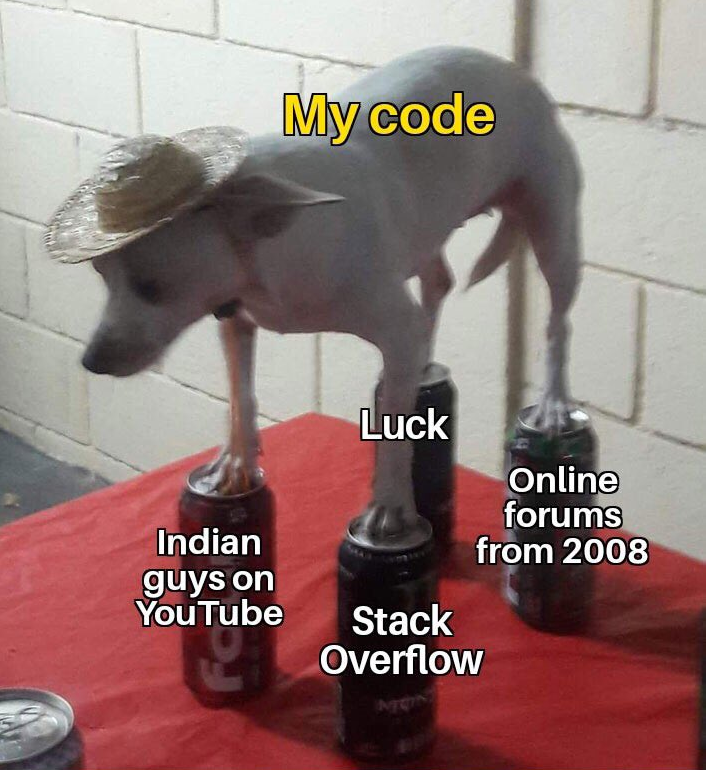 My code
Luck
Online
forums
from 2008
Indian
guys on
YouTube
Stack
Overflow